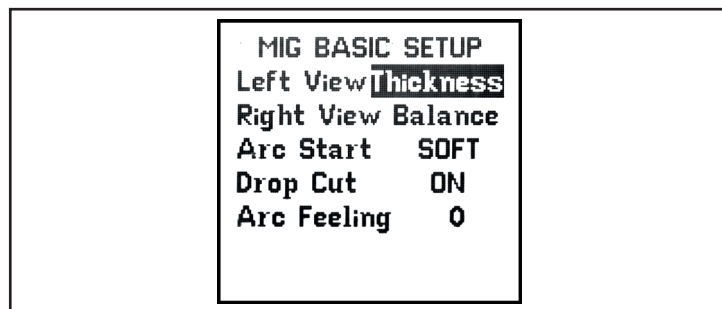 MIG BASIC SETUP
Left View Thickness
Right View Balance
Arc Start SOFT
Drop Cut ON
Arc Feeling 0